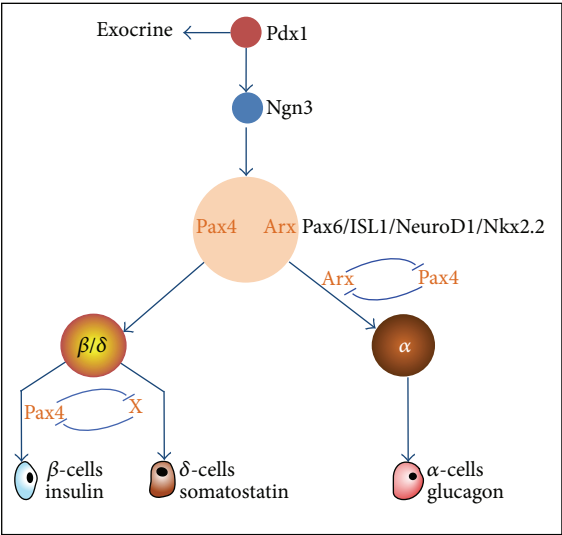 Exocrine
Pdx1
Ngn3
Pax4 Arx Pax6/ISL1/NeuroD1/Nkx2.2
Arx
Pax4
β/δ
α
Pax4
X
β-cells
insulin
δ-cells
somatostatin
α-cells
glucagon